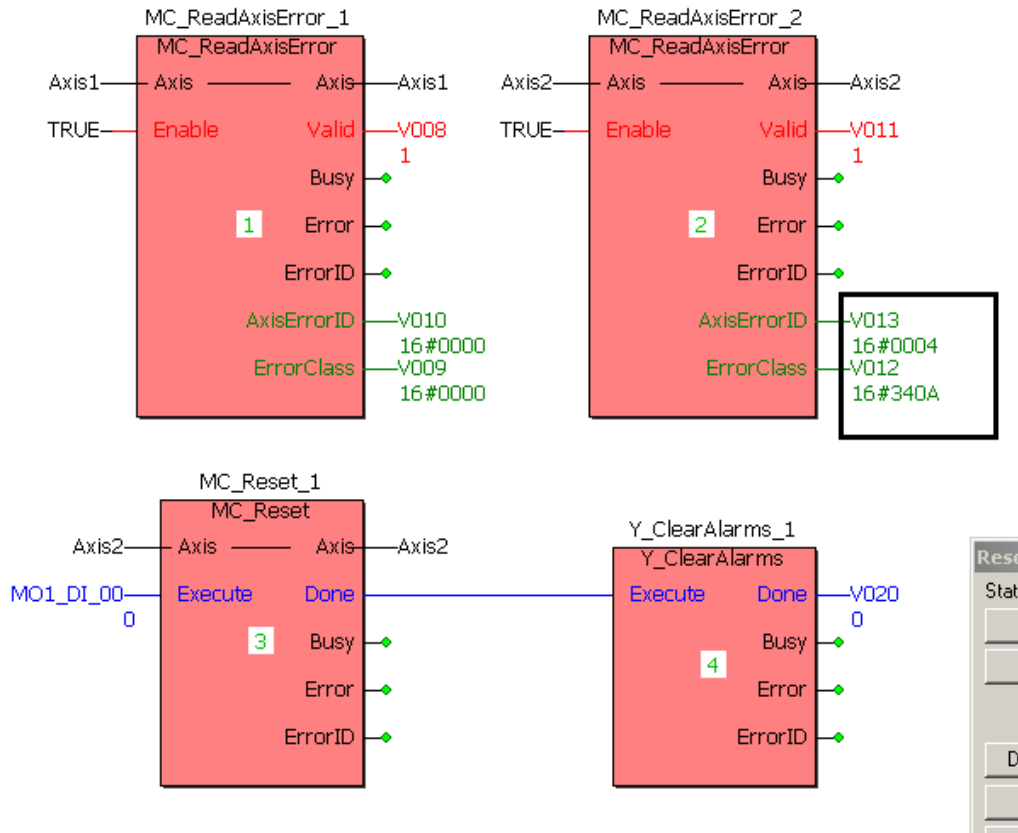 MC_ReadAxisError_1
MC_ReadAxisError
Axis1 Axis Axis Axis1
TRUE Enable Valid V008
1
Busy
1 Error
ErrorID
AxisErrorID V010
16#0000
ErrorClass V009
16#0000
MC_ReadAxisError_2
MC_ReadAxisError
Axis2 Axis Axis Axis2
TRUE Enable Valid V011
1
Busy
2 Error
ErrorID
AxisErrorID V013
16#0004
ErrorClass V012
16#340A
MC_Reset_1
MC_Reset
Axis2 Axis Axis Axis2
MO1_DI_00 Execute Done
0
3 Busy
Error
ErrorID
Y_ClearAlarms_1
Y_ClearAlarms
Execute Done V020
0
Busy
4
Error
ErrorID
Reso
Stat
D